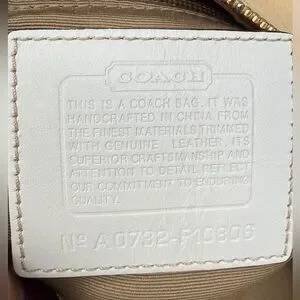 COACH
THIS IS A COACH BAG. IT WAS
HANDCRAFTED IN CHINA FROM
THE FINEST MATERIALS TRIMMED
WITH GENUINE LEATHER, ITS
SUPERIOR CRAFTSMANSHIP AND
ATTENTION TO DETAIL REFLECT
OUR COMMITMENT TO ENDURING
QUALITY.
Nº A0732-F10806